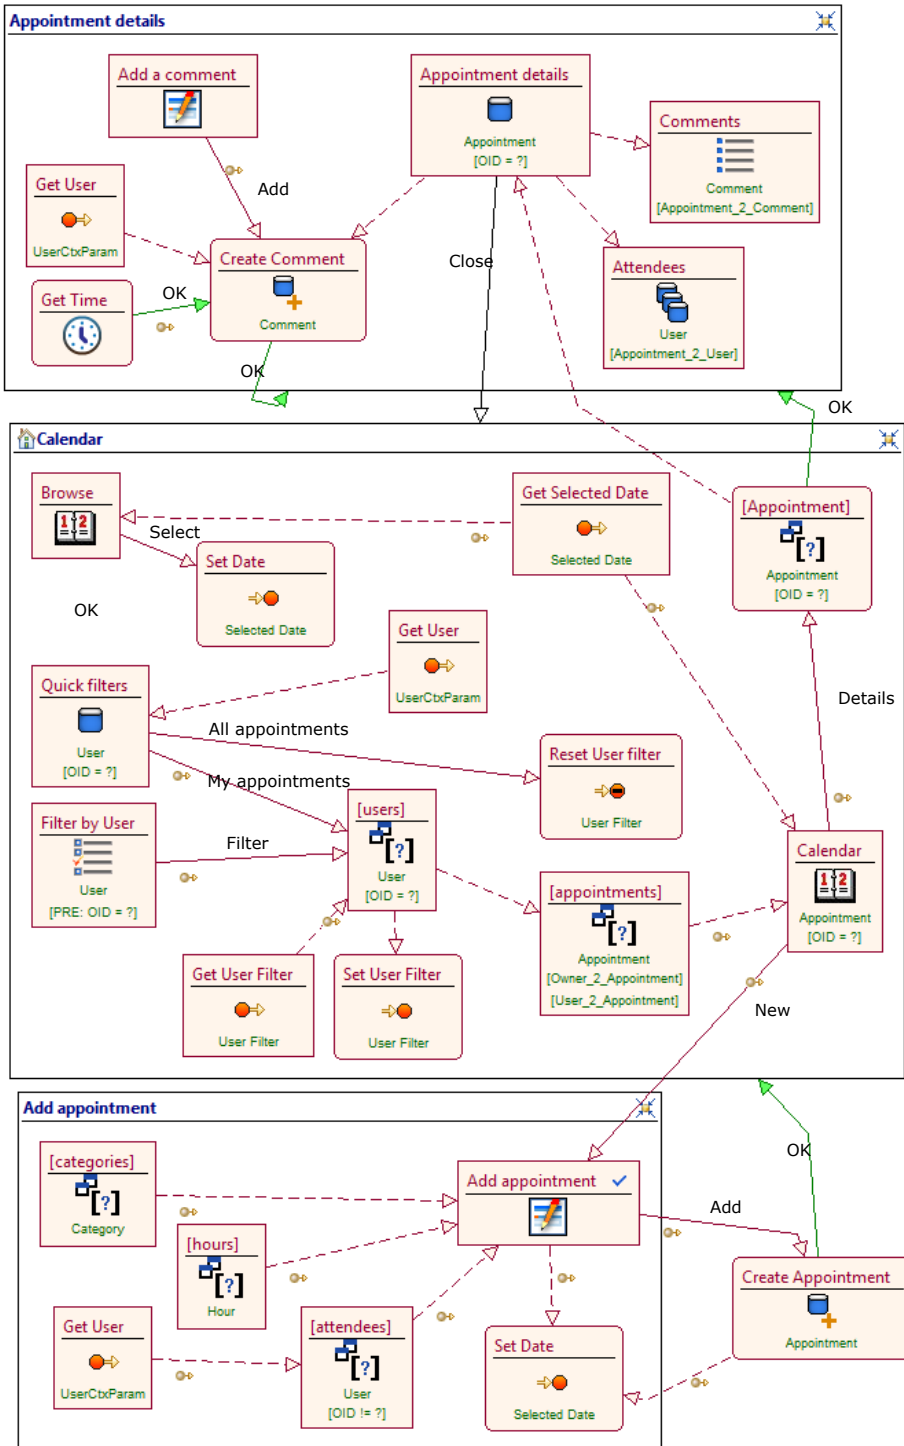 Appointment details
Add a comment
Appointment details
Appointment
[OID = ?]
Comments
Comment
[Appointment_2_Comment]
Add
Get User
UserCtxParam
Create Comment
Comment
Close
Attendees
User
[Appointment_2_User]
Get Time
OK
OK
OK
Calendar
Browse
Select
Set Date
Selected Date
Get Selected Date
Selected Date
[Appointment]
Appointment
[OID = ?]
OK
Get User
UserCtxParam
Quick filters
User
[OID = ?]
All appointments
My appointments
Details
Reset User filter
User Filter
Filter by User
User
[PRE: OID = ?]
Filter
[users]
User
[OID = ?]
Calendar
Appointment
[OID = ?]
[appointments]
Appointment
[Owner_2_Appointment]
[User_2_Appointment]
Get User Filter
User Filter
Set User Filter
User Filter
New
Add appointment
[categories]
Category
Add appointment
OK
Add
[hours]
Hour
Create Appointment
Appointment
Get User
UserCtxParam
[attendees]
User
[OID != ?]
Set Date
Selected Date